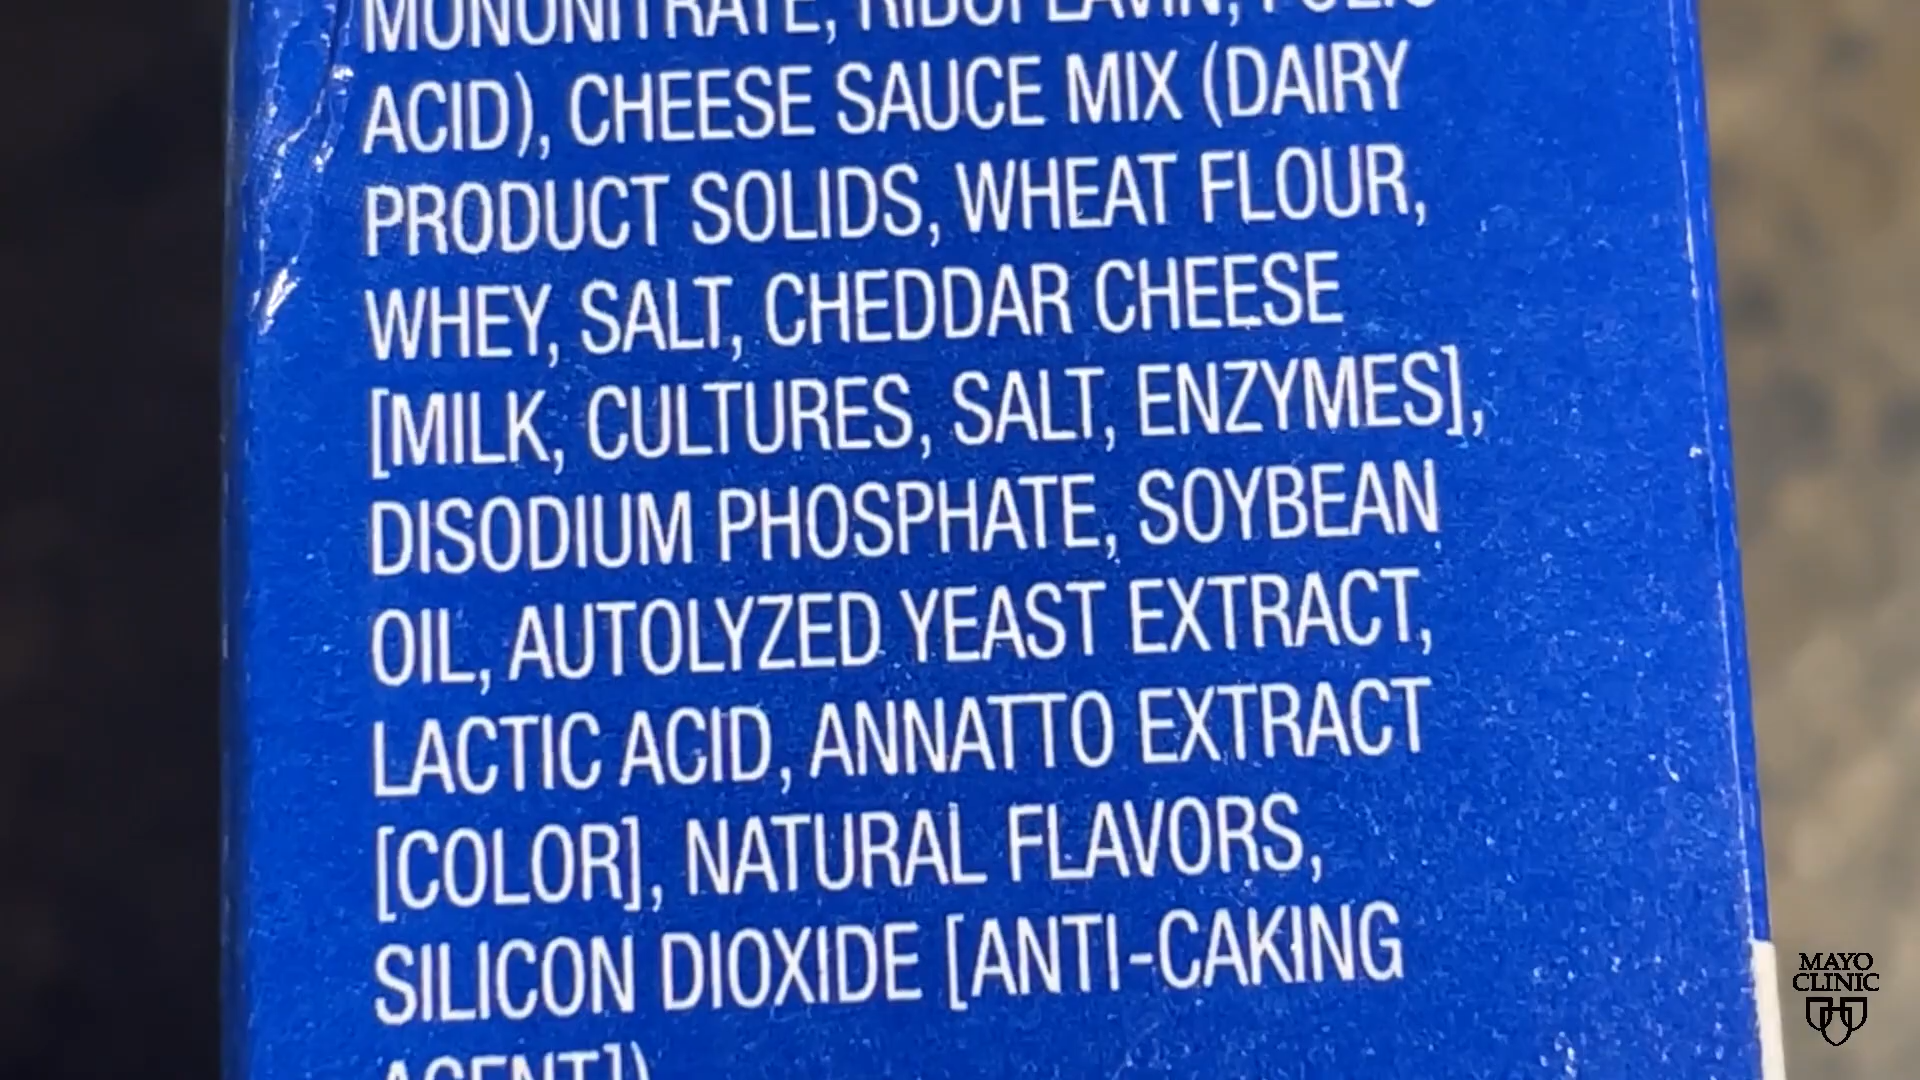 MONONITRATE, RIBOFLAVIN, FOLIC
ACID), CHEESE SAUCE MIX (DAIRY
PRODUCT SOLIDS, WHEAT FLOUR,
WHEY, SALT, CHEDDAR CHEESE
[MILK, CULTURES, SALT, ENZYMES],
DISODIUM PHOSPHATE, SOYBEAN
OIL, AUTOLYZED YEAST EXTRACT,
LACTIC ACID, ANNATTO EXTRACT
[COLOR], NATURAL FLAVORS,
SILICON DIOXIDE [ANTI-CAKING
AGENT])
MAYO
CLINIC